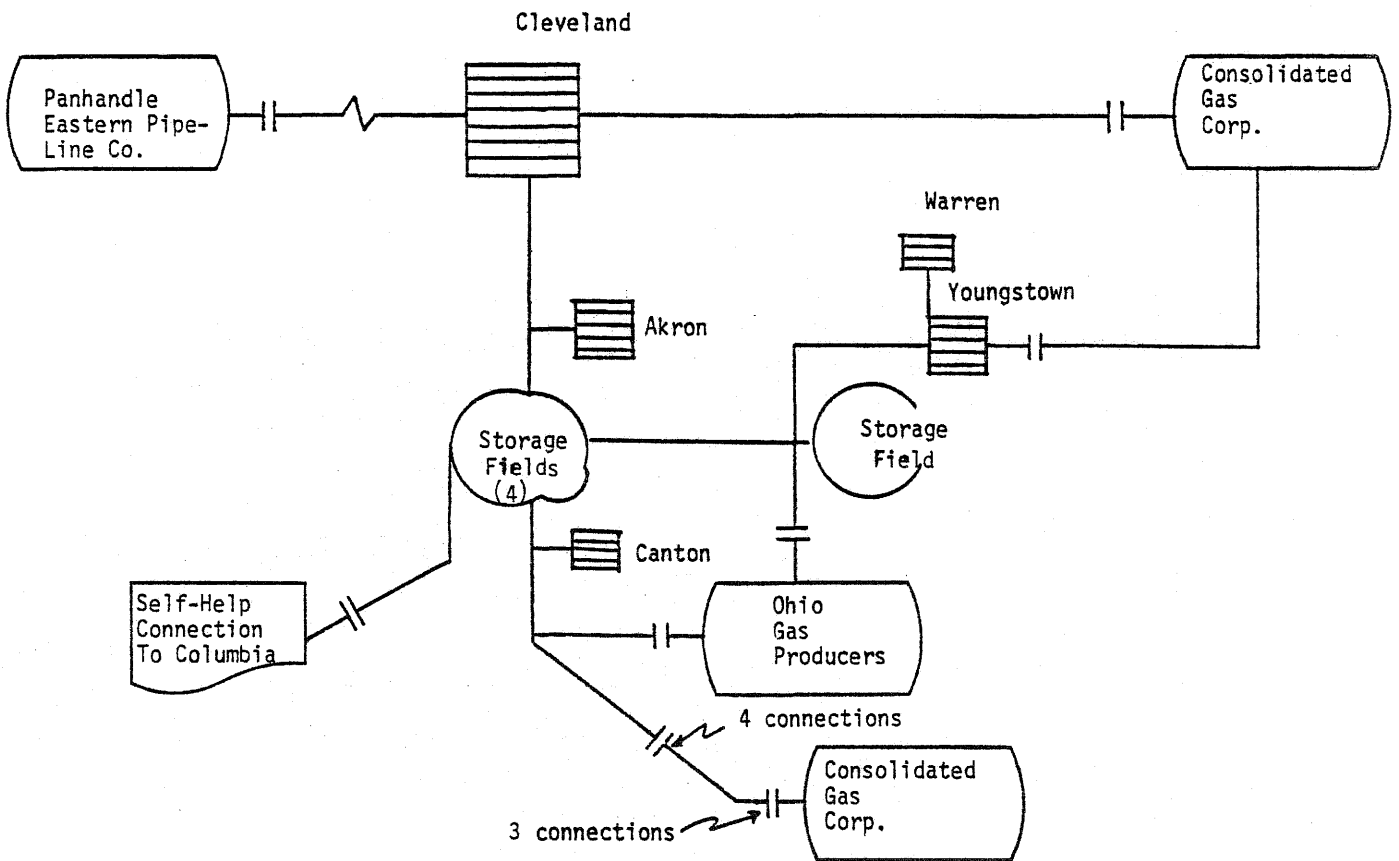 Cleveland
Panhandle
Eastern Pipe-
Line Co.
Consolidated
Gas
Corp.
Warren
Youngstown
Akron
Storage
Fields
(4)
Storage
Field
Canton
Self-Help
Connection
To Columbia
Ohio
Gas
Producers
4 connections
Consolidated
Gas
Corp.
3 connections